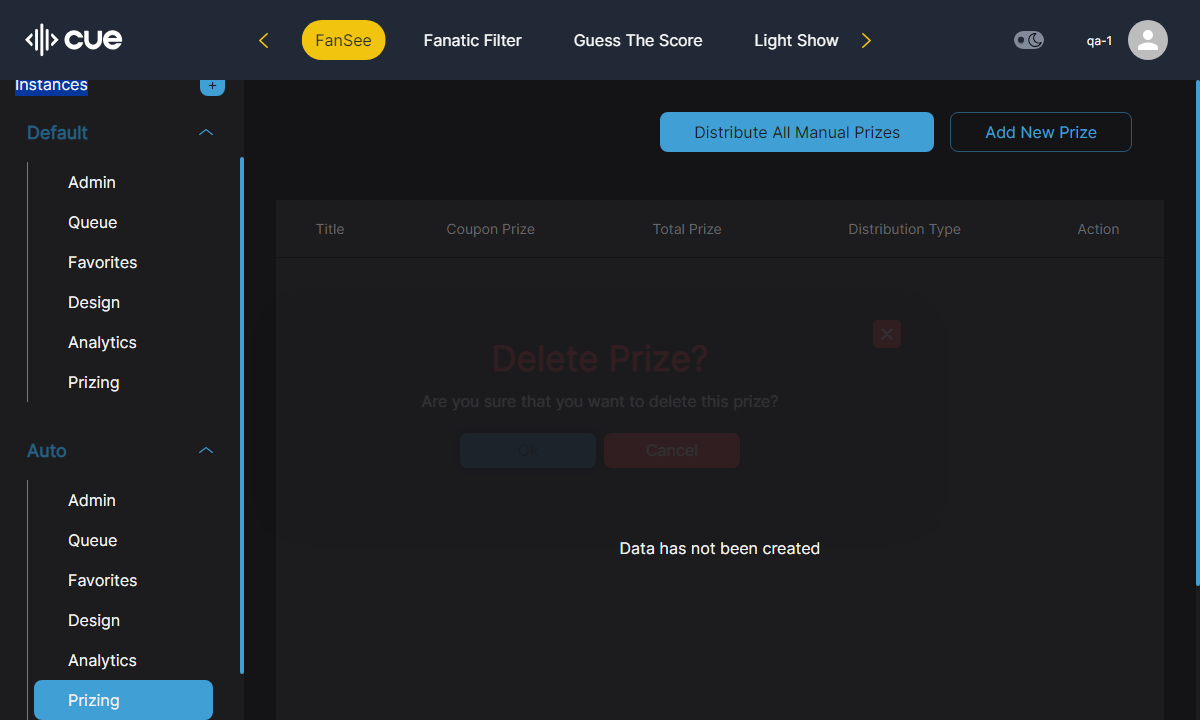 cue
FanSee
Fanatic Filter
Guess The Score
Light Show
qa-1
Instances
+
Default
Admin
Queue
Favorites
Design
Analytics
Prizing
Auto
Admin
Queue
Favorites
Design
Analytics
Prizing
Distribute All Manual Prizes
Add New Prize
Title Coupon Prize Total Prize Distribution Type Action
Delete Prize?
Are you sure that you want to delete this prize?
Ok
Cancel
Data has not been created